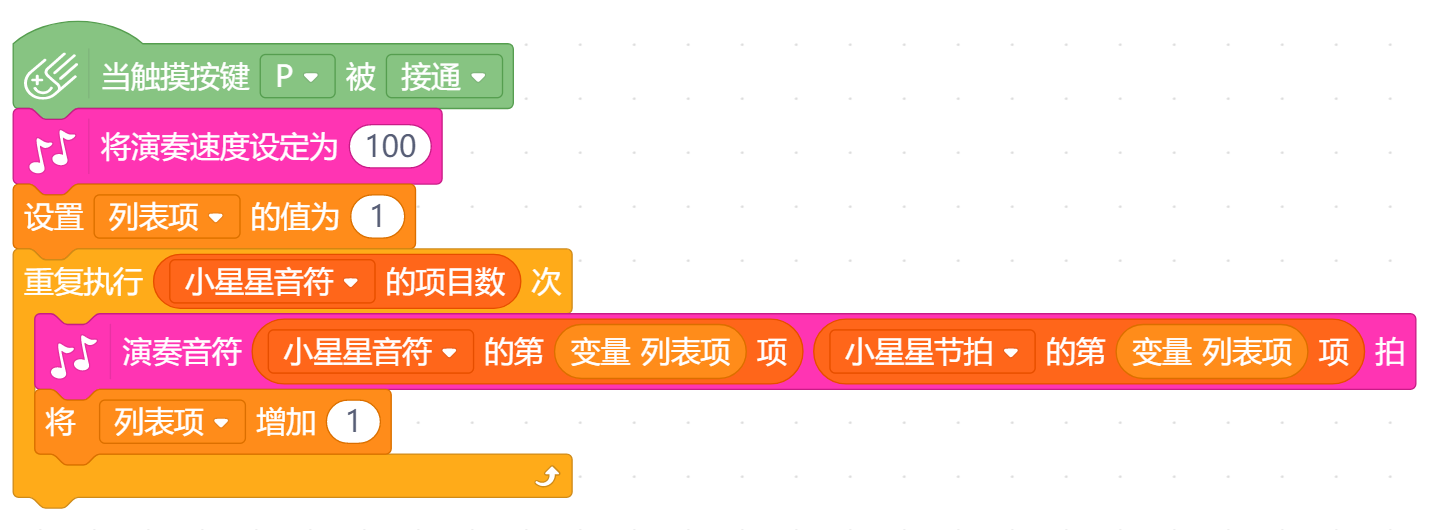 当触摸按键 P 被 接通
将演奏速度设定为 100
设置 列表项 的值为 1
重复执行 小星星音符 的项目数 次
演奏音符 小星星音符 的第 变量 列表项 项 小星星节拍 的第 变量 列表项 项 拍
将 列表项 增加 1